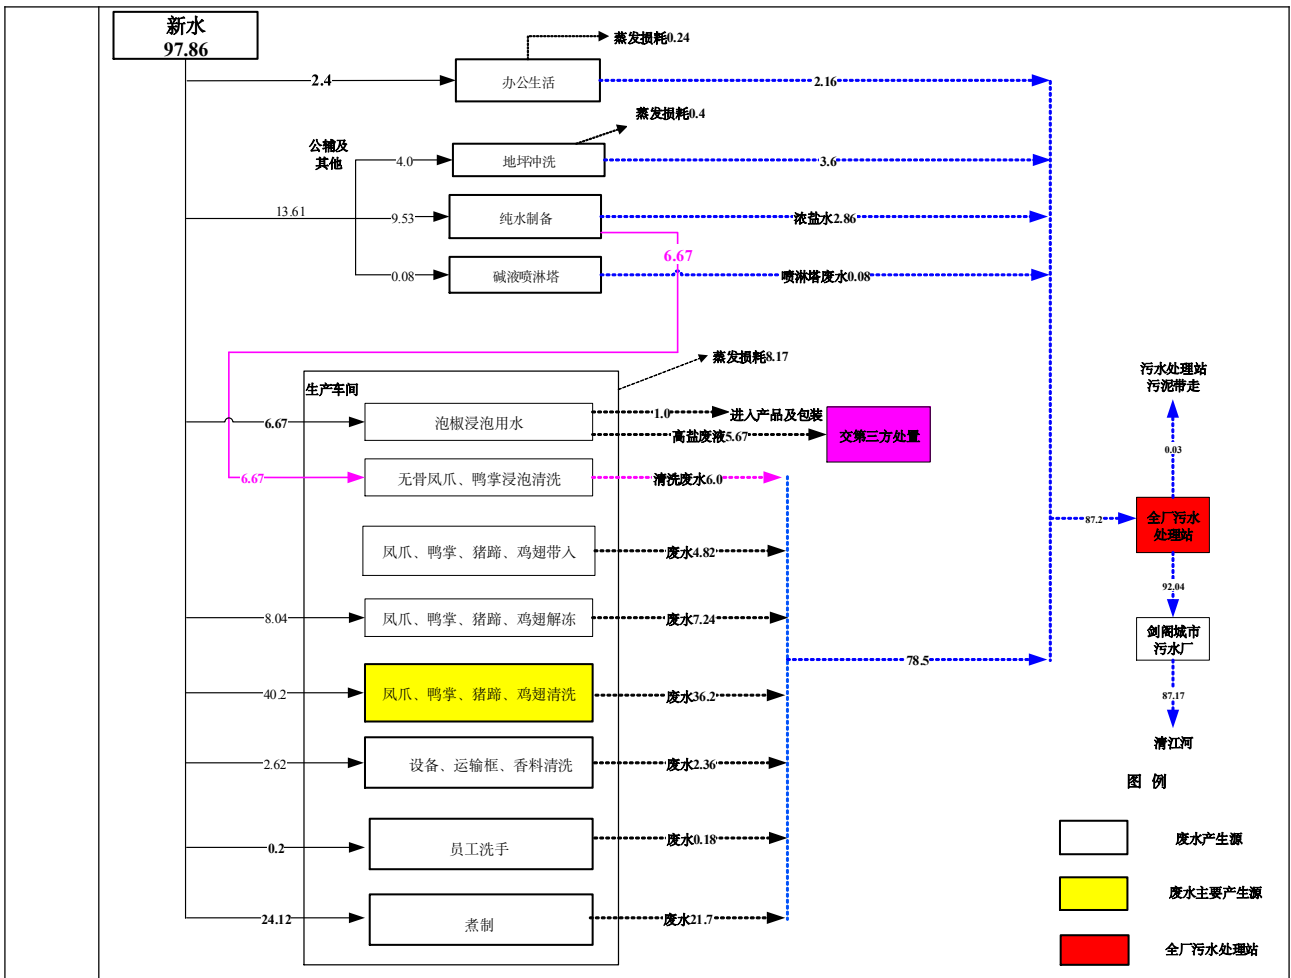 新水
97.86
蒸发损耗0.24
2.4
办公生活
2.16
蒸发损耗0.4
公辅及
其他
4.0
地坪冲洗
3.6
13.61
9.53
纯水制备
浓盐水2.86
6.67
0.08
碱液喷淋塔
喷淋塔废水0.08
蒸发损耗8.17
生产车间
6.67
泡椒浸泡用水
1.0
进入产品及包装
高盐废液5.67
交第三方处置
6.67
无骨凤爪、鸭掌浸泡清洗
清洗废水6.0
凤爪、鸭掌、猪蹄、鸡翅带入
废水4.82
8.04
凤爪、鸭掌、猪蹄、鸡翅解冻
废水7.24
78.5
40.2
凤爪、鸭掌、猪蹄、鸡翅清洗
废水36.2
2.62
设备、运输框、香料清洗
废水2.36
0.2
员工洗手
废水0.18
24.12
煮制
废水21.7
污水处理站
污泥带走
0.03
87.2
全厂污水
处理站
92.04
剑阁城市
污水厂
87.17
清江河
图 例
废水产生源
废水主要产生源
全厂污水处理站